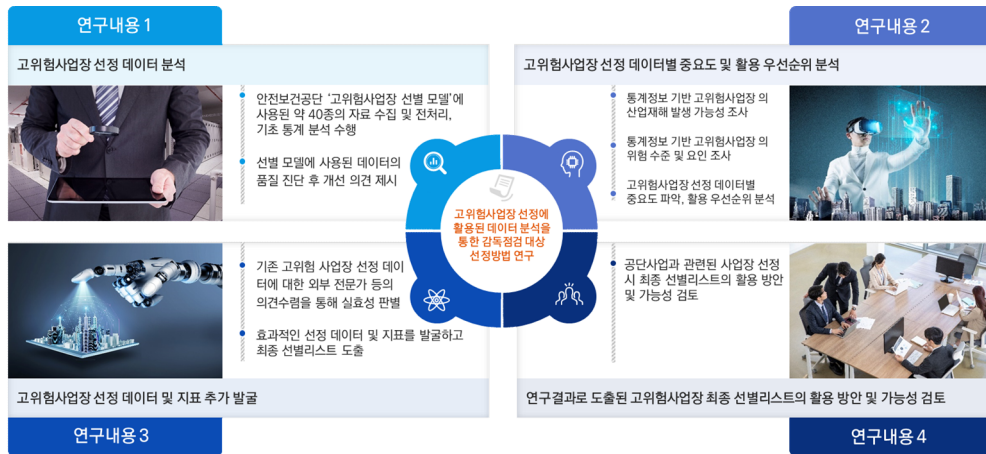 연구내용 1
고위험사업장 선정 데이터 분석
안전보건공단 ‘고위험사업장 선별 모델’에
사용된 약 40종의 자료 수집 및 전처리,
기초 통계 분석 수행
선별 모델에 사용된 데이터의
품질 진단 후 개선 의견 제시
연구내용 2
고위험사업장 선정 데이터별 중요도 및 활용 우선순위 분석
통계정보 기반 고위험사업장 의
산업재해 발생 가능성 조사
통계정보 기반 고위험사업장 의
위험 수준 및 요인 조사
고위험사업장 선정 데이터별
중요도 파악, 활용 우선순위 분석
고위험사업장 선정에
활용된 데이터 분석을
통한 감독점검 대상
선정방법 연구
기존 고위험 사업장 선정 데이
터에 대한 외부 전문가 등의
의견수렴을 통해 실효성 판별
효과적인 선정 데이터 및 지표를 발굴하고
최종 선별리스트 도출
고위험사업장 선정 데이터 및 지표 추가 발굴
연구내용 3
공단사업과 관련된 사업장 선정
시 최종 선별리스트의 활용 방안
및 가능성 검토
연구결과로 도출된 고위험사업장 최종 선별리스트의 활용 방안 및 가능성 검토
연구내용 4